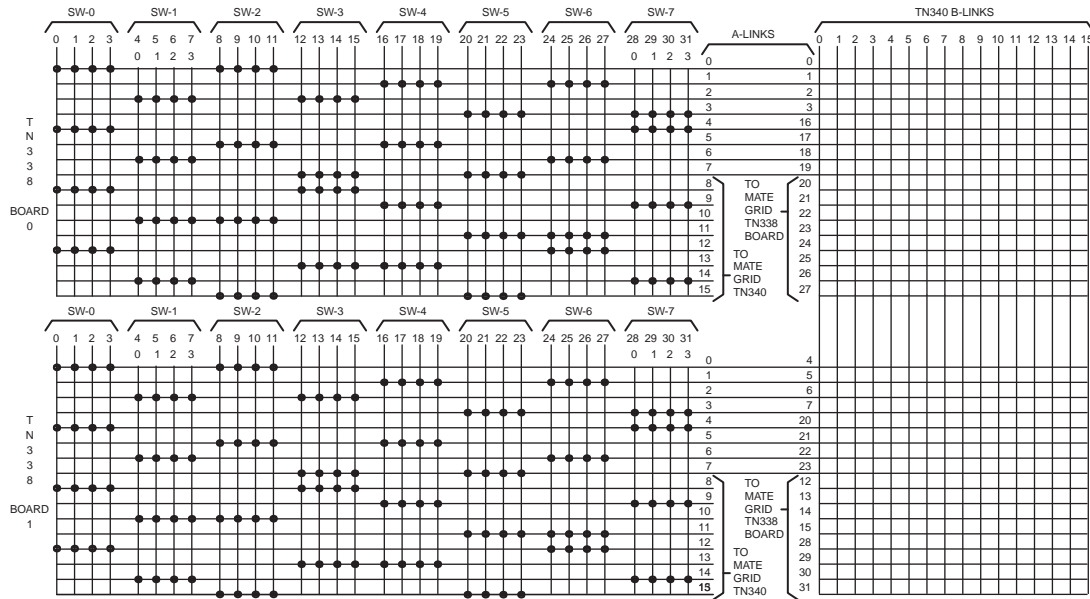 SW-0 SW-1 SW-2 SW-3 SW-4 SW-5 SW-6 SW-7 TN340 B-LINKS
0 1 2 3 4 5 6 7 8 9 10 11 12 13 14 15 16 17 18 19 20 21 22 23 24 25 26 27 28 29 30 31 A-LINKS 0 1 2 3 4 5 6 7 8 9 10 11 12 13 14 15
0 1 2 3 0 1 2 3
0 0
1 1
2 2
3 3
4 16
5 17
6 18
7 19
8 20
9 21
10 22
11 23
12 24
13 25
14 26
15 27
TO
MATE
GRID
TN338
BOARD
TO
MATE
GRID
TN340
T
N
3
3
8
BOARD
0
SW-0 SW-1 SW-2 SW-3 SW-4 SW-5 SW-6 SW-7
0 1 2 3 4 5 6 7 8 9 10 11 12 13 14 15 16 17 18 19 20 21 22 23 24 25 26 27 28 29 30 31
0 1 2 3 0 1 2 3
0 4
1 5
2 6
3 7
4 20
5 21
6 22
7 23
8 12
9 13
10 14
11 15
12 28
13 29
14 30
15 31
TO
MATE
GRID
TN338
BOARD
TO
MATE
GRID
TN340
T
N
3
3
8
BOARD
1